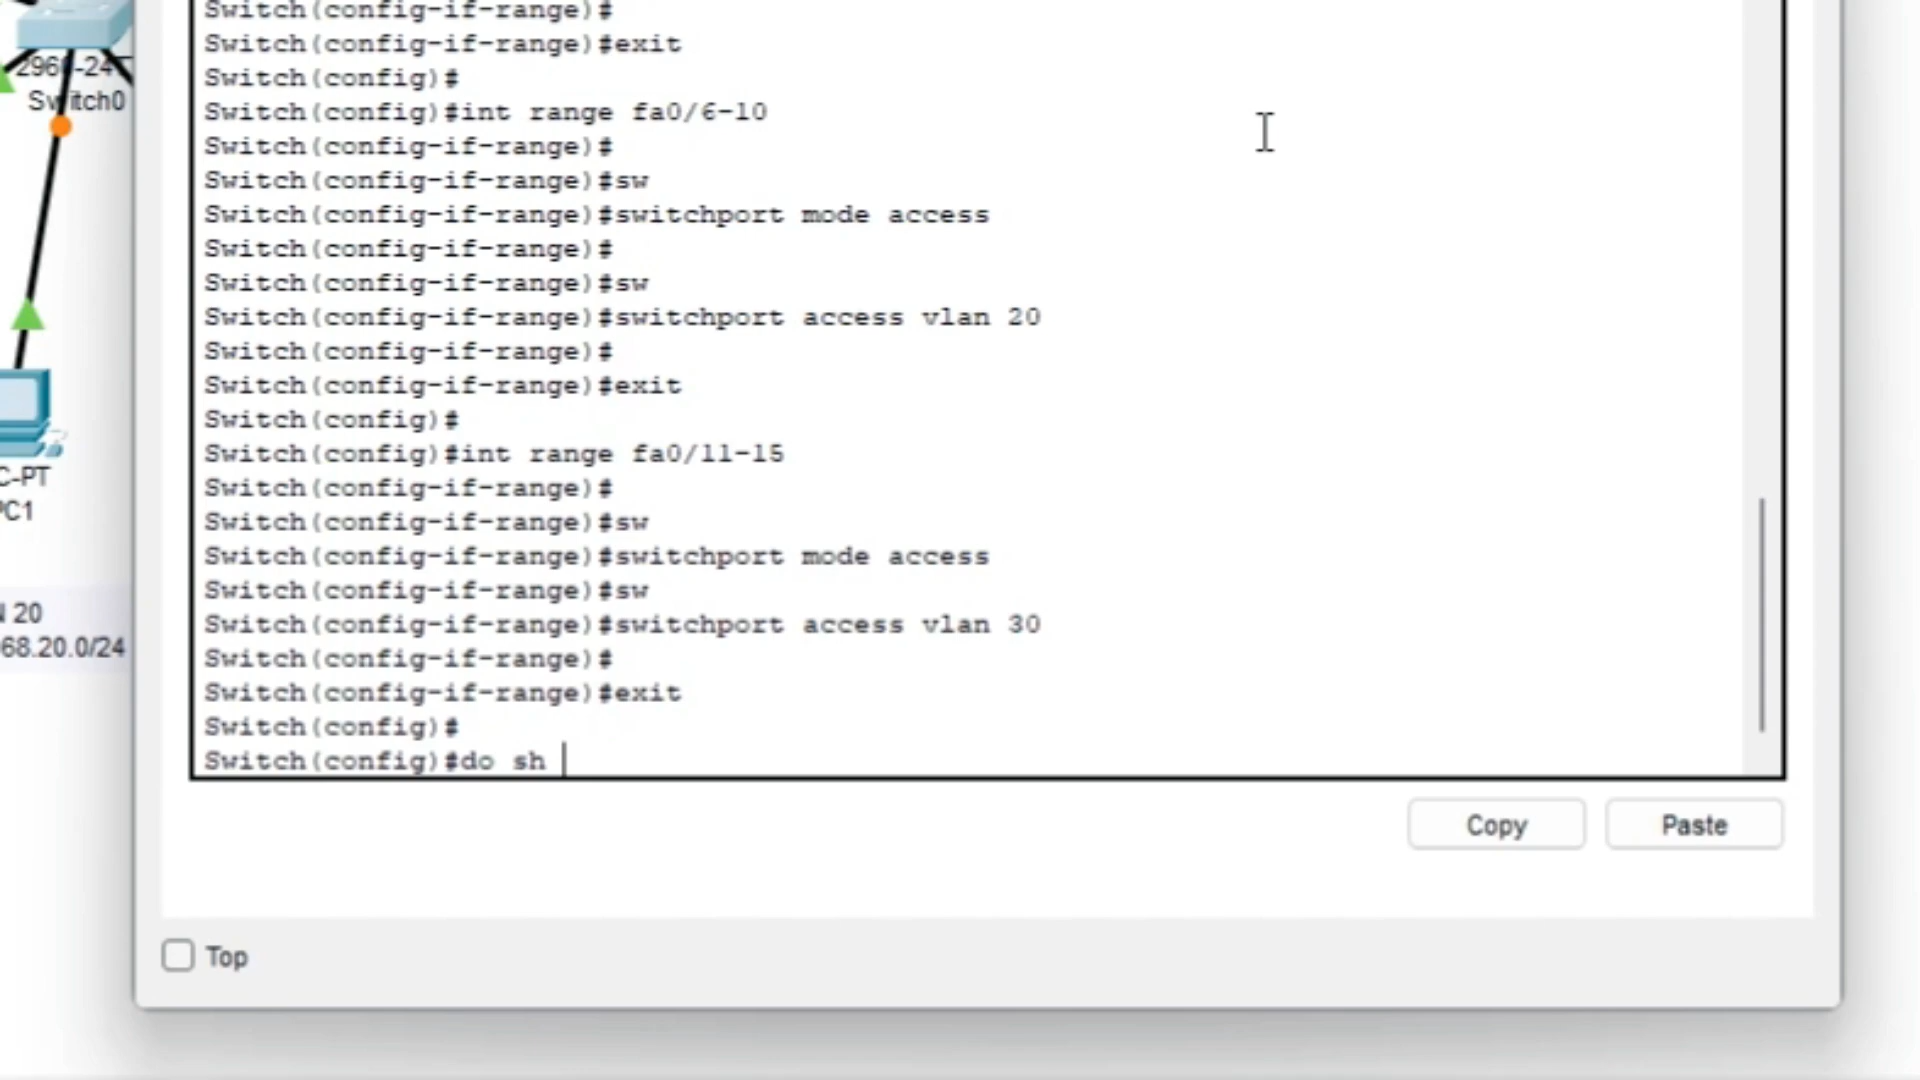 Switch(config-if-range)#
Switch(config-if-range)#exit
Switch(config)#
Switch(config)#int range fa0/6-10
Switch(config-if-range)#
Switch(config-if-range)#sw
Switch(config-if-range)#switchport mode access
Switch(config-if-range)#
Switch(config-if-range)#sw
Switch(config-if-range)#switchport access vlan 20
Switch(config-if-range)#
Switch(config-if-range)#exit
Switch(config)#
Switch(config)#int range fa0/11-15
Switch(config-if-range)#
Switch(config-if-range)#sw
Switch(config-if-range)#switchport mode access
Switch(config-if-range)#sw
Switch(config-if-range)#switchport access vlan 30
Switch(config-if-range)#
Switch(config-if-range)#exit
Switch(config)#
Switch(config)#do sh
Copy
Paste
Top
2960-24T
Switch0
C-PT
PC1
N 20
68.20.0/24